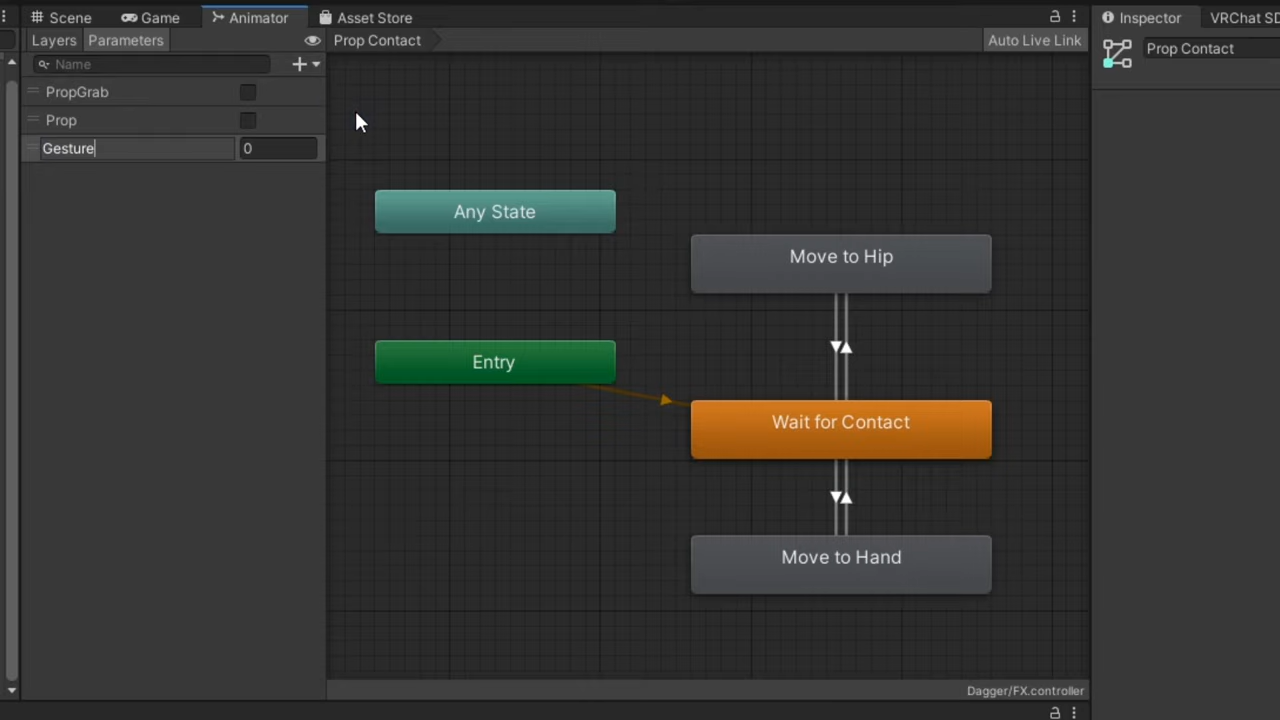 Scene Game Animator Asset Store Inspector VRChat SD
Layers Parameters Prop Contact Auto Live Link Prop Contact
Name
PropGrab
Prop
Gesture 0
Any State
Move to Hip
Entry
Wait for Contact
Move to Hand
Dagger/FX.controller